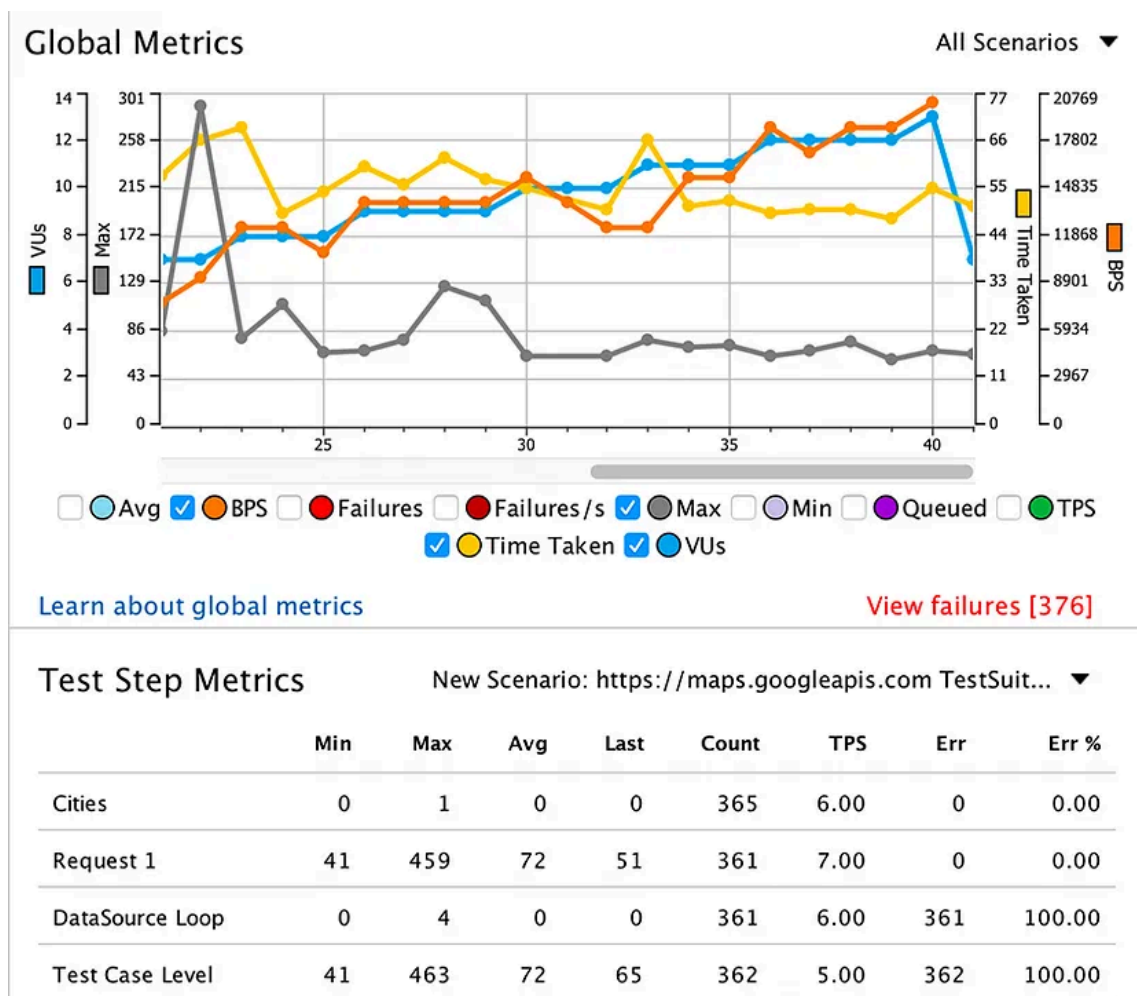 Global Metrics
All Scenarios
14 301 77 20769
12 258 66 17802
10 215 55 14835
8 172 44 11868
6 129 33 8901
4 86 22 5934
2 43 11 2967
0 0 0 0
VUs
Max
Time Taken
BPS
25 30 35 40
Avg BPS Failures Failures/s Max Min Queued TPS
Time Taken VUs
Learn about global metrics
View failures [376]
Test Step Metrics
New Scenario: https://maps.googleapis.com TestSuit...
Min Max Avg Last Count TPS Err Err %
Cities 0 1 0 0 365 6.00 0 0.00
Request 1 41 459 72 51 361 7.00 0 0.00
DataSource Loop 0 4 0 0 361 6.00 361 100.00
Test Case Level 41 463 72 65 362 5.00 362 100.00